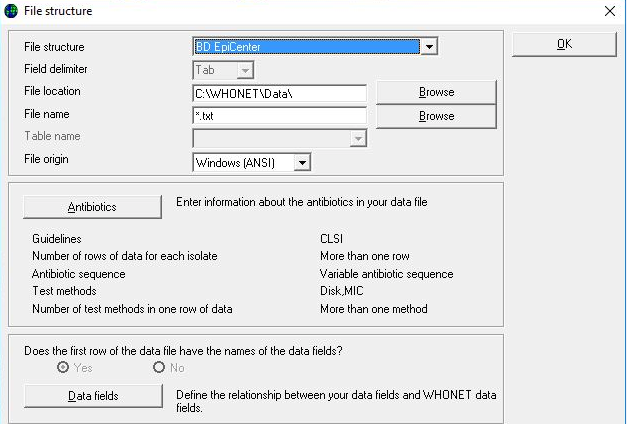 File structure
File structure BD EpiCenter OK
Field delimiter Tab
File location C:\WHONET\Data\ Browse
File name *.txt Browse
Table name
File origin Windows (ANSI)
Antibiotics Enter information about the antibiotics in your data file
Guidelines CLSI
Number of rows of data for each isolate More than one row
Antibiotic sequence Variable antibiotic sequence
Test methods Disk,MIC
Number of test methods in one row of data More than one method
Does the first row of the data file have the names of the data fields?
Yes No
Data fields Define the relationship between your data fields and WHONET data
fields.